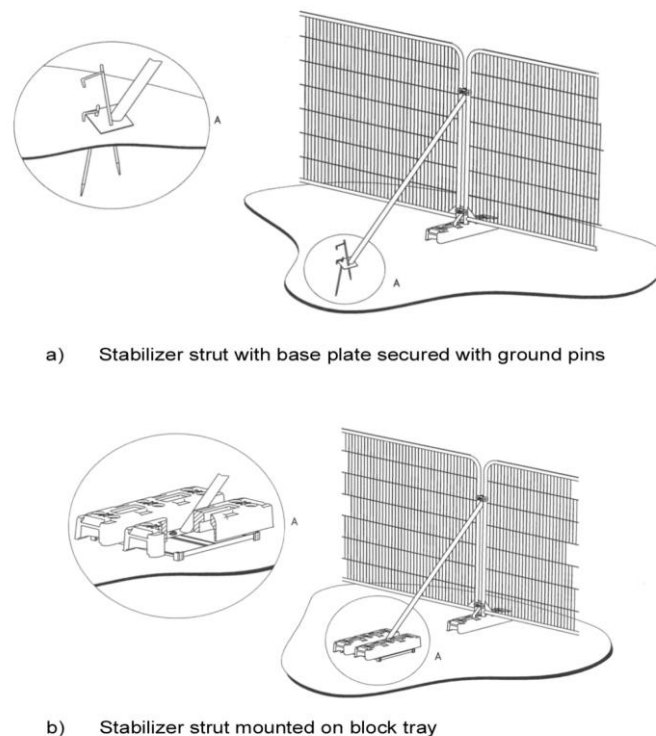 A
A
a) Stabilizer strut with base plate secured with ground pins
A
A
b) Stabilizer strut mounted on block tray